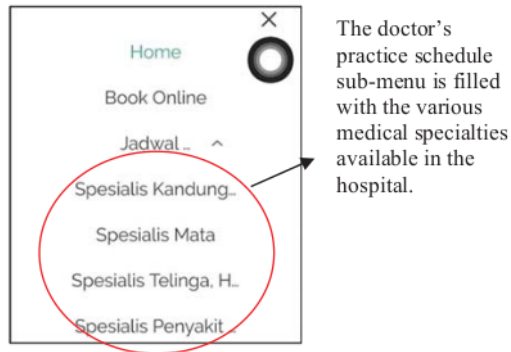 Home
Book Online
Jadwal...
Spesialis Kandung...
Spesialis Mata
Spesialis Telinga, H...
Spesialis Penyakit...
The doctor's
practice schedule
sub-menu is filled
with the various
medical specialties
available in the
hospital.